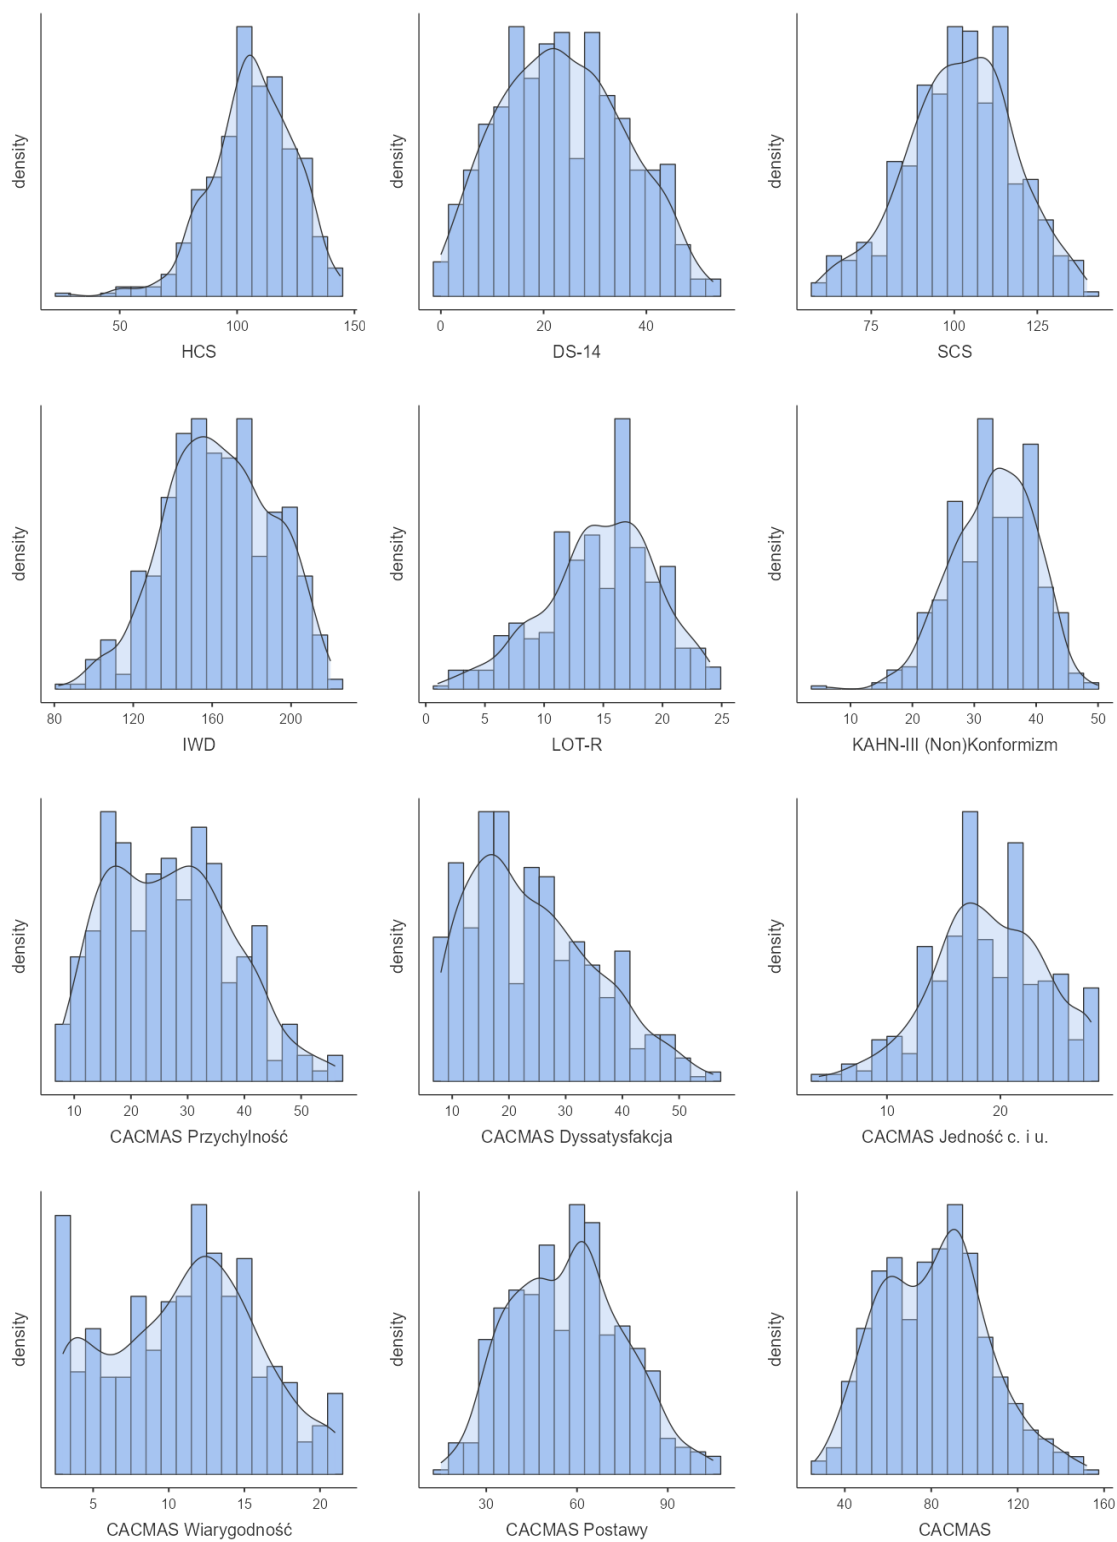 density
density
density
50 100 150
0 20 40
75 100 125
HCS
DS-14
SCS
density
density
density
80 120 160 200
0 5 10 15 20 25
10 20 30 40 50
IWD
LOT-R
KAHN-III (Non)Konformizm
density
density
density
10 20 30 40 50
10 20 30 40 50
10 20
CACMAS Przychylność
CACMAS Dyssatysfakcja
CACMAS Jedność c. i u.
density
density
density
5 10 15 20
30 60 90
40 80 120 160
CACMAS Wiarygodność
CACMAS Postawy
CACMAS